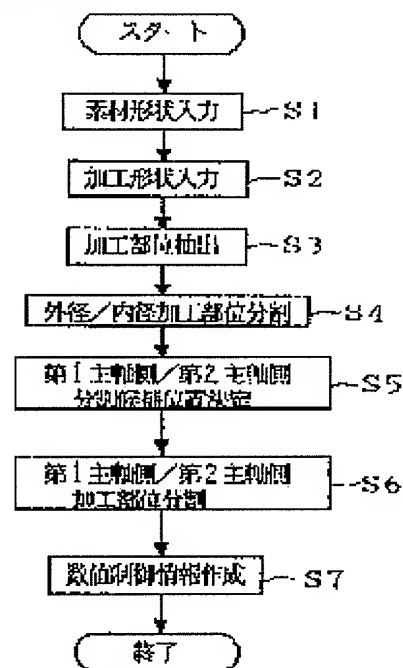 スタート
素材形状入力 S1
加工形状入力 S2
加工部位抽出 S3
外径／内径加工部位分割 S4
第1主軸側／第2主軸側
分割候補位置決定 S5
第1主軸側／第2主軸側
加工部位分割 S6
数値制御情報作成 S7
終了